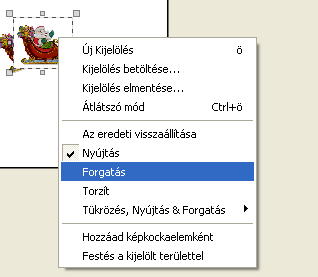 Új Kijelölés ö
Kijelölés betöltése...
Kijelölés elmentése...
Átlátszó mód Ctrl+ö
Az eredeti visszaállítása
Nyújtás
Forgatás
Torzít
Tükrözés, Nyújtás & Forgatás
Hozzáad képkockaelemként
Festés a kijelölt területtel